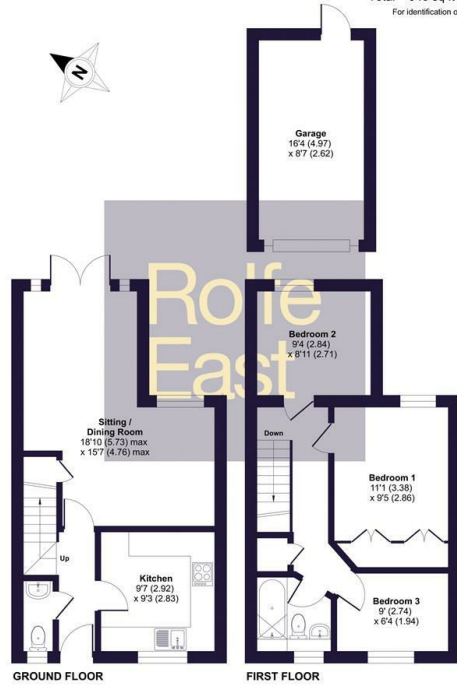 For identification o
N
Garage
16'4 (4.97)
x 8'7 (2.62)
Rolfe
East
Bedroom 2
9'4 (2.84)
x 8'11 (2.71)
Sitting /
Dining Room
18'10 (5.73) max
x 15'7 (4.76) max
Down
Bedroom 1
11'1 (3.38)
x 9'5 (2.86)
Up
Kitchen
9'7 (2.92)
x 9'3 (2.83)
Bedroom 3
9' (2.74)
x 6'4 (1.94)
GROUND FLOOR
FIRST FLOOR